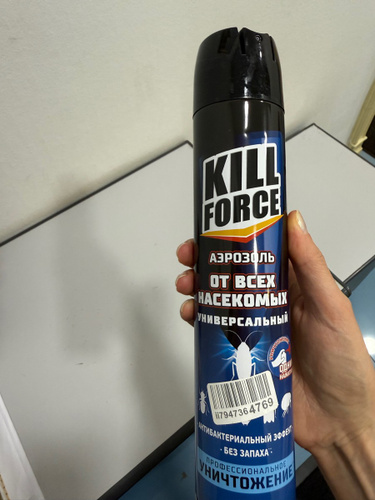 KILL
FORCE
АЭРОЗОЛЬ
ОТ ВСЕХ
НАСЕКОМЫХ
УНИВЕРСАЛЬНЫЙ
АНТИБАКТЕРИАЛЬНЫЙ ЭФФЕКТ
- БЕЗ ЗАПАХА -
ПРОФЕССИОНАЛЬНОЕ
УНИЧТОЖЕНИЕ